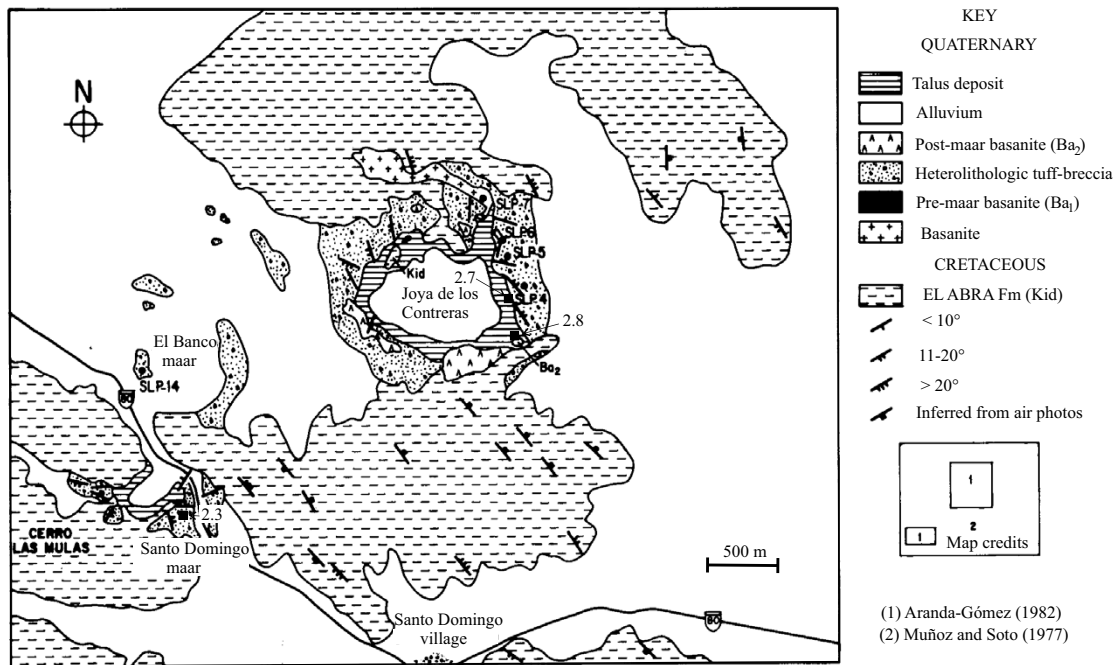 N
SLP-7
SLP-6
SLP-5
Kid
2.7
SLP-4
Joya de los
Contreras
2.8
Ba2
El Banco
maar
SLP-14
80
2.3
CERRO
LAS MULAS
Santo Domingo
maar
500 m
Santo Domingo
village
80
KEY
QUATERNARY
Talus deposit
Alluvium
Post-maar basanite (Ba2)
Heterolithologic tuff-breccia
Pre-maar basanite (Ba1)
Basanite
CRETACEOUS
EL ABRA Fm (Kid)
< 10°
11-20°
> 20°
Inferred from air photos
1
2
1
Map credits
(1) Aranda-Gómez (1982)
(2) Muñoz and Soto (1977)